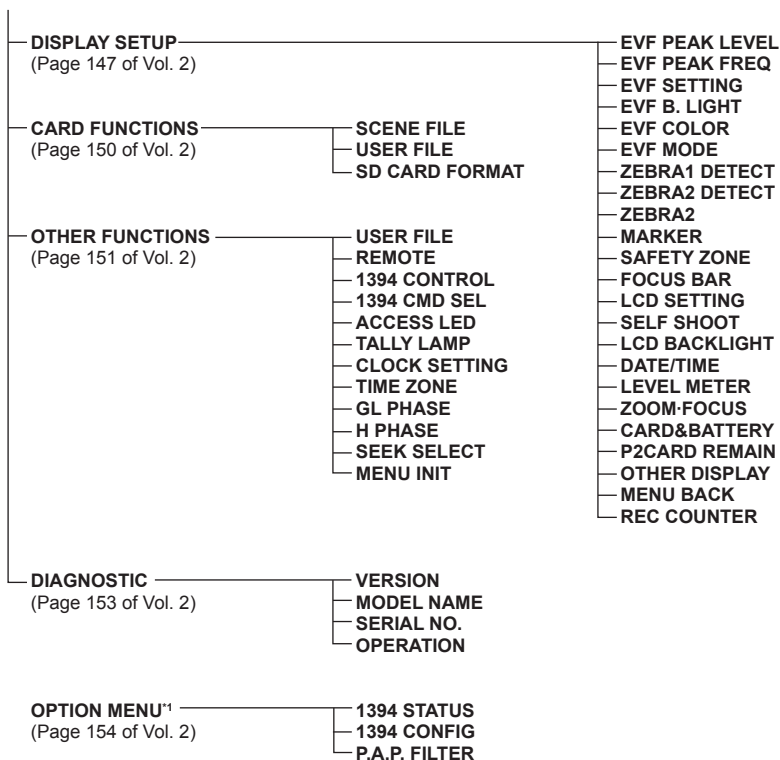 DISPLAY SETUP
(Page 147 of Vol. 2)
EVF PEAK LEVEL
EVF PEAK FREQ
EVF SETTING
EVF B. LIGHT
EVF COLOR
EVF MODE
ZEBRA1 DETECT
ZEBRA2 DETECT
ZEBRA2
MARKER
SAFETY ZONE
FOCUS BAR
LCD SETTING
SELF SHOOT
LCD BACKLIGHT
DATE/TIME
LEVEL METER
ZOOM·FOCUS
CARD&BATTERY
P2CARD REMAIN
OTHER DISPLAY
MENU BACK
REC COUNTER
CARD FUNCTIONS
(Page 150 of Vol. 2)
SCENE FILE
USER FILE
SD CARD FORMAT
OTHER FUNCTIONS
(Page 151 of Vol. 2)
USER FILE
REMOTE
1394 CONTROL
1394 CMD SEL
ACCESS LED
TALLY LAMP
CLOCK SETTING
TIME ZONE
GL PHASE
H PHASE
SEEK SELECT
MENU INIT
DIAGNOSTIC
(Page 153 of Vol. 2)
VERSION
MODEL NAME
SERIAL NO.
OPERATION
OPTION MENU*1
(Page 154 of Vol. 2)
1394 STATUS
1394 CONFIG
P.A.P. FILTER